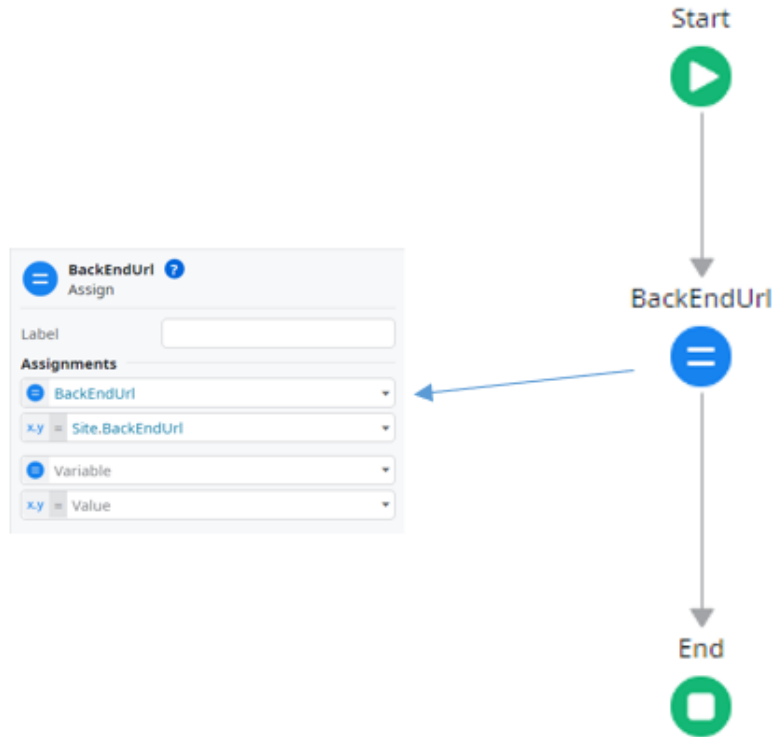 Start
BackEndUrl
BackEndUrl ?
Assign
Label
Assignments
BackEndUrl
x.y = Site.BackEndUrl
Variable
x.y = Value
End